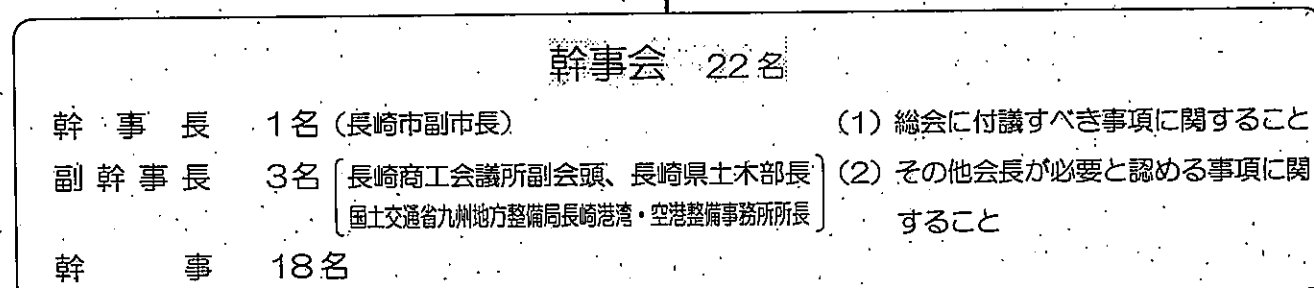 幹事会 22名
幹事長 1名(長崎市副市長)
副幹事長 3名 長崎商工会議所副会頭、長崎県土木部長
国土交通省九州地方整備局長崎港湾・空港整備事務所所長
幹事 18名
(1) 総会に付議すべき事項に関すること
(2) その他会長が必要と認める事項に関
すること